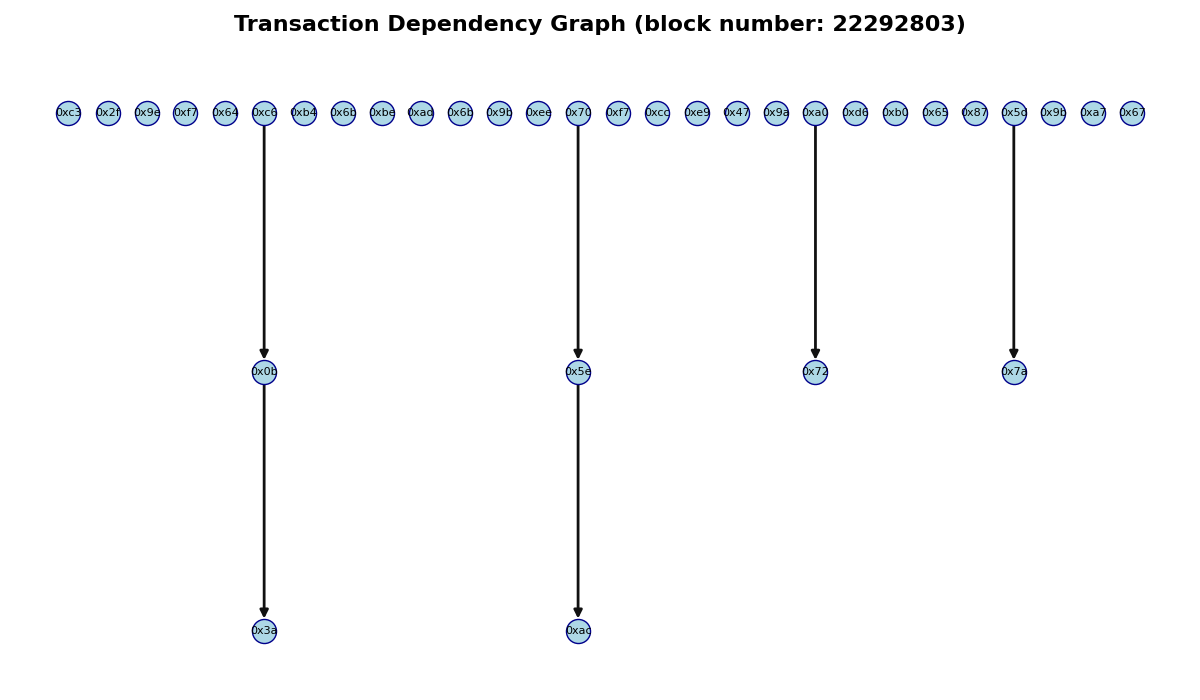 Transaction Dependency Graph (block number: 22292803)
0xc3 0x2f 0x9e 0xf7 0x64 0xc6 0xb4 0x6b 0xbe 0xad 0x6b 0x9b 0xee 0x70 0xf7 0xcc 0xe9 0x47 0x9a 0xa0 0xd6 0xb0 0x65 0x87 0x5d 0x9b 0xa7 0x67
0x0b 0x5e 0x72 0x7a
0x3a 0xac